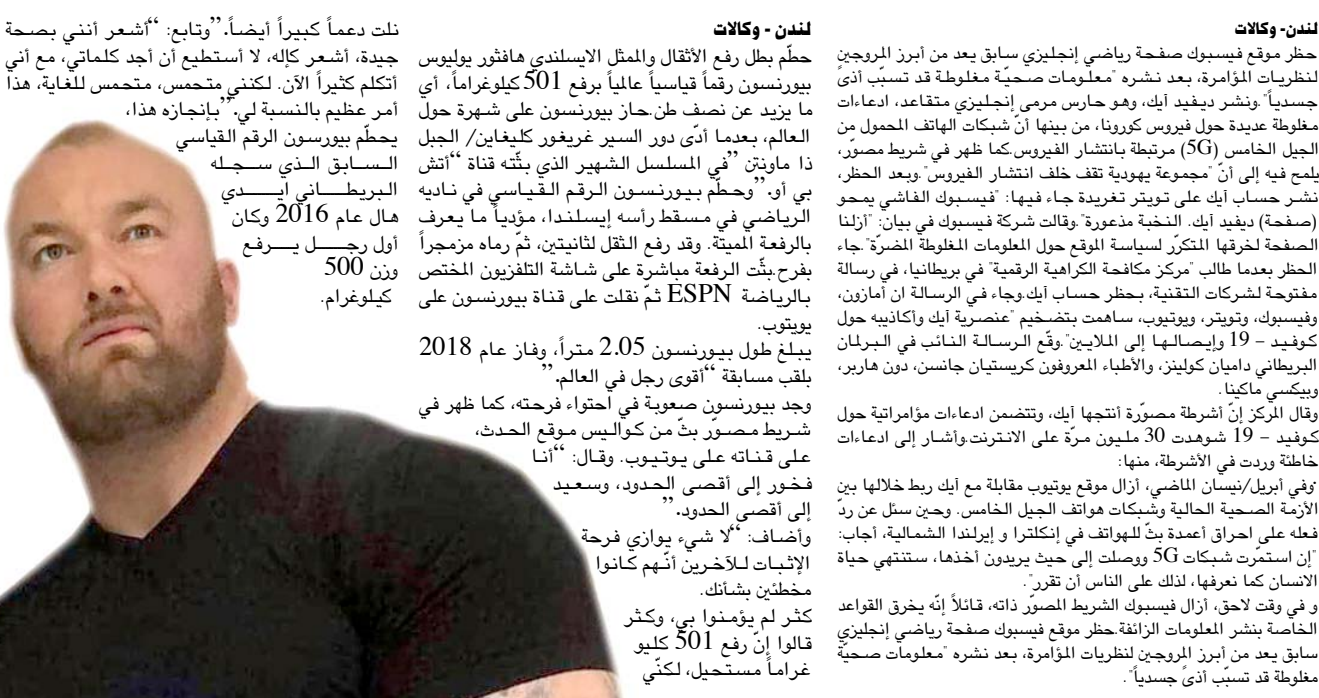 لندن- وكالات
حظر موقع فيسبوك صفحة رياضي إنجليزي سابق يعد من أبرز المروجين
لنظريات المؤامرة، بعد نشره "معلومات صحيّة مغلوطة قد تسبّب أذىً
جسدياً".ونشر ديفيد آيك، وهو حارس مرمى إنجليزي متقاعد، ادعاءات
مغلوطة عديدة حول فيروس كورونا، من بينها أنّ شبكات الهاتف المحمول من
الجيل الخامس (5G) مرتبطة بانتشار الفيروس.كما ظهر في شريط مصوّر،
يلمح فيه إلى أنّ "مجموعة يهودية تقف خلف انتشار الفيروس".وبعد الحظر،
نشر حساب آيك على تويتر تغريدة جاء فيها: "فيسبوك الفاشي يمحو
(صفحة) ديفيد آيك. النخبة مذعورة".وقالت شركة فيسبوك في بيان: "أزلنا
الصفحة لخرقها المتكرّر لسياسة الموقع حول المعلومات المغلوطة المضرّة".جاء
الحظر بعدما طالب "مركز مكافحة الكراهية الرقمية" في بريطانيا، في رسالة
مفتوحة لشركات التقنية، بحظر حساب آيك.وجاء في الرسالة ان أمازون،
وفيسبوك، وتويتر، ويوتيوب، ساهمت بتضخيم "عنصرية آيك وأكاذيبه حول
كوفيد – 19 وإيصالها إلى الملايين".وقّع الرسالة النائب في البرلمان
البريطاني داميان كولينز، والأطباء المعروفون كريستيان جانسن، دون هاربر،
وبيكسي ماكينا.
وقال المركز إنّ أشرطة مصوّرة أنتجها آيك، وتتضمن ادعاءات مؤامراتية حول
كوفيد – 19 شوهدت 30 مليون مرّة على الانترنت.وأشار إلى ادعاءات
خاطئة وردت في الأشرطة، منها:
*وفي أبريل/نيسان الماضي، أزال موقع يوتيوب مقابلة مع آيك ربط خلالها بين
الأزمة الصحية الحالية وشبكات هواتف الجيل الخامس. وحين سئل عن ردّ
فعله على احراق أعمدة بثّ للهواتف في إنكلترا و إيرلندا الشمالية، أجاب:
"إن استمّرت شبكات 5G ووصلت إلى حيث يريدون أخذها، ستنتهي حياة
الانسان كما نعرفها، لذلك على الناس أن تقرر".
و في وقت لاحق، أزال فيسبوك الشريط المصوّر ذاته، قائلاً إنّه يخرق القواعد
الخاصة بنشر المعلومات الزائفة.حظر موقع فيسبوك صفحة رياضي إنجليزي
سابق يعد من أبرز المروجين لنظريات المؤامرة، بعد نشره "معلومات صحيّة
مغلوطة قد تسبّب أذىً جسدياً".
لندن - وكالات
حطّم بطل رفع الأثقال والممثل الايسلندي هافثور يوليوس
بيورنسون رقماً قياسياً عالمياً برفع 501 كيلوغراماً، أي
ما يزيد عن نصف طن.حاز بيورنسون على شهرة حول
العالم، بعدما أدّى دور السير غريغور كليغاين/ الجبل
ذا ماونتن "في المسلسل الشهير الذي بثّته قناة "أتش
بي أو."وحطّم بيورنسون الرقم القياسي في ناديه
الرياضي في مسقط رأسه إيسلندا، مؤدياً ما يعرف
بالرفعة الميتة. وقد رفع الثقل لثانيتين، ثمّ رماه مزمجراً
بفرح.بثّت الرفعة مباشرة على شاشة التلفزيون المختص
بالرياضة ESPN ثمّ نقلت على قناة بيورنسون على
يويتوب.
يبلغ طول بيورنسون 2.05 متراً، وفاز عام 2018
بلقب مسابقة "أقوى رجل في العالم."
وجد بيورنسون صعوبة في احتواء فرحته، كما ظهر في
شريط مصوّر بثّ من كواليس موقع الحدث،
على قناته على يوتيوب. وقال: "أنا
فخور إلى أقصى الحدود، وسعيد
إلى أقصى الحدود."
وأضاف: "لا شيء يوازي فرحة
الإثبات للآخرين أنّهم كانوا
مخطئين بشأنك.
كثر لم يؤمنوا بي، وكثر
قالوا إنّ رفع 501 كليو
غراماً مستحيل، لكنّي
نلت دعماً كبيراً أيضاً."وتابع: "أشعر أنني بصحة
جيدة، أشعر كإله، لا أستطيع أن أجد كلماتي، مع أني
أتكلم كثيراً الآن. لكنني متحمس، متحمس للغاية، هذا
أمر عظيم بالنسبة لي."بإنجازه هذا،
يحطّم بيورسون الرقم القياسي
السابق الذي سجله
البريطاني ايدي
هال عام 2016 وكان
أول رجل يرفع
وزن 500
كيلوغرام.